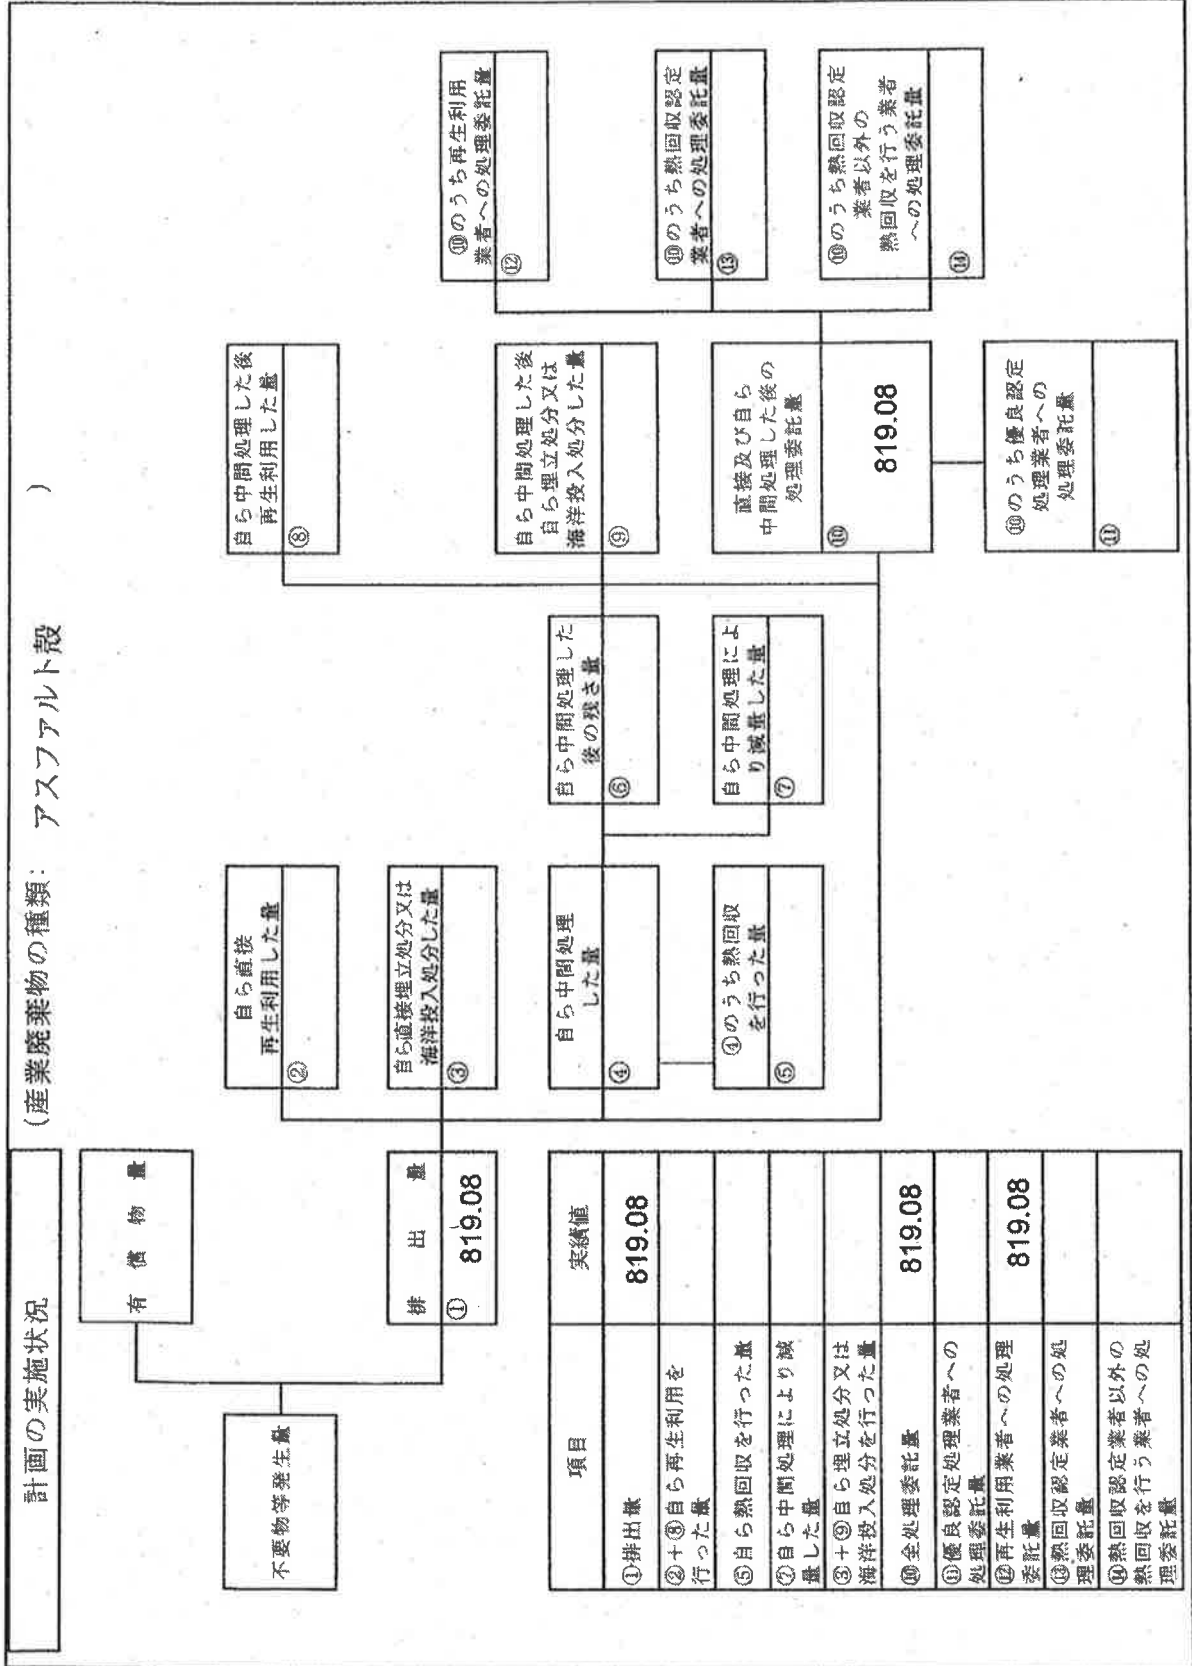 計画の実施状況
(産業廃棄物の種類: アスファルト殻 )
有償物量
不要物等発生量
排出量
① 819.08
自ら直接
再生利用した量
②
自ら直接埋立処分又は
海洋投入処分した量
③
自ら中間処理
した量
④
④のうち熱回収
を行った量
⑤
自ら中間処理した
後の残さ量
⑥
自ら中間処理によ
り減量した量
⑦
自ら中間処理した後
再生利用した量
⑧
自ら中間処理した後
自ら埋立処分又は
海洋投入処分した量
⑨
直接及び自ら
中間処理した後の
処理委託量
⑩ 819.08
⑩のうち優良認定
処理業者への
処理委託量
⑪
⑩のうち再生利用
業者への処理委託量
⑫
⑩のうち熱回収認定
業者への処理委託量
⑬
⑩のうち熱回収認定
業者以外の
熱回収を行う業者
への処理委託量
⑭
項目 実績値
①排出量 819.08
②+⑧自ら再生利用を
行った量
⑤自ら熱回収を行った量
⑦自ら中間処理により減
量した量
③+⑨自ら埋立処分又は
海洋投入処分を行った量
⑩全処理委託量 819.08
⑪優良認定処理業者への
処理委託量
⑫再生利用業者への処理
委託量 819.08
⑬熱回収認定業者への処
理委託量
⑭熱回収認定業者以外の
熱回収を行う業者への処
理委託量